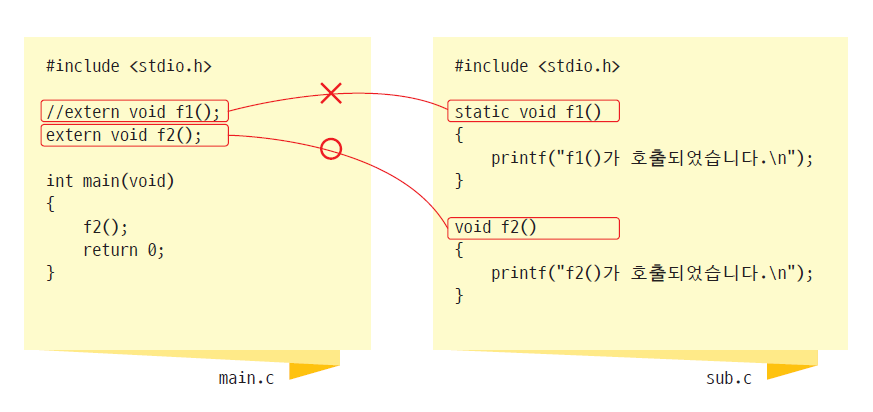 #include <stdio.h>
//extern void f1();
extern void f2();
int main(void)
{
    f2();
    return 0;
}
main.c
#include <stdio.h>
static void f1()
{
    printf("f1()가 호출되었습니다.\n");
}
void f2()
{
    printf("f2()가 호출되었습니다.\n");
}
sub.c